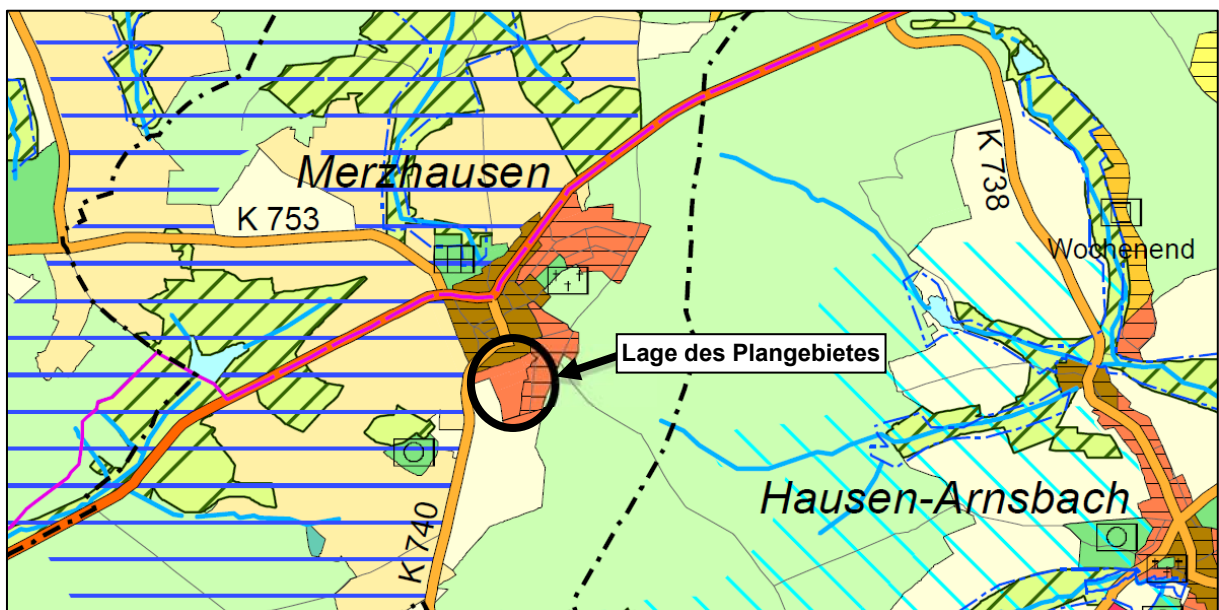 Merzhausen
K 753
K 738
Wochenend
Lage des Plangebietes
Hausen-Arnsbach
K 740